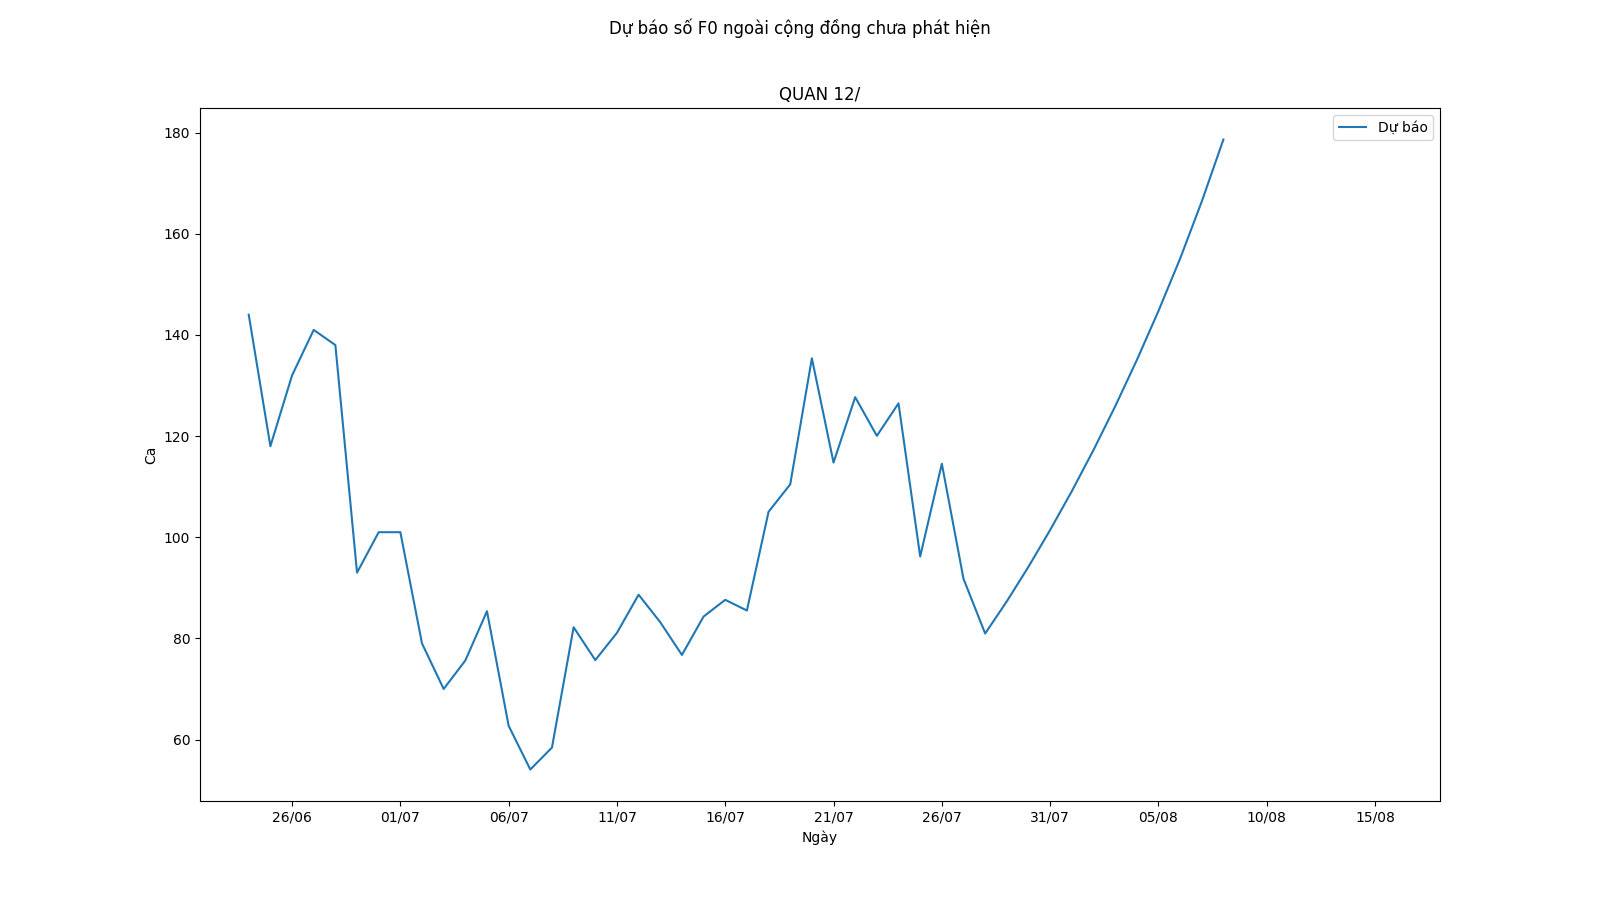 Dự báo số F0 ngoài cộng đồng chưa phát hiện
QUAN 12/
Dự báo
180
160
140
120
100
80
60
Ca
26/06 01/07 06/07 11/07 16/07 21/07 26/07 31/07 05/08 10/08 15/08
Ngày